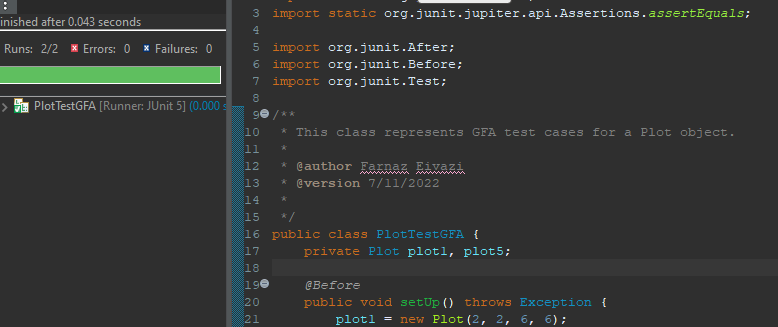 inished after 0.043 seconds
Runs: 2/2 Errors: 0 Failures: 0
PlotTestGFA [Runner: JUnit 5] (0.000 s
3 import static org.junit.jupiter.api.Assertions.assertEquals;
4
5 import org.junit.After;
6 import org.junit.Before;
7 import org.junit.Test;
8
9 /**
10 * This class represents GFA test cases for a Plot object.
11 *
12 * @author Farnaz Eivazi
13 * @version 7/11/2022
14 *
15 */
16 public class PlotTestGFA {
17 private Plot plot1, plot5;
18
19 @Before
20 public void setUp() throws Exception {
21 plot1 = new Plot(2, 2, 6, 6);